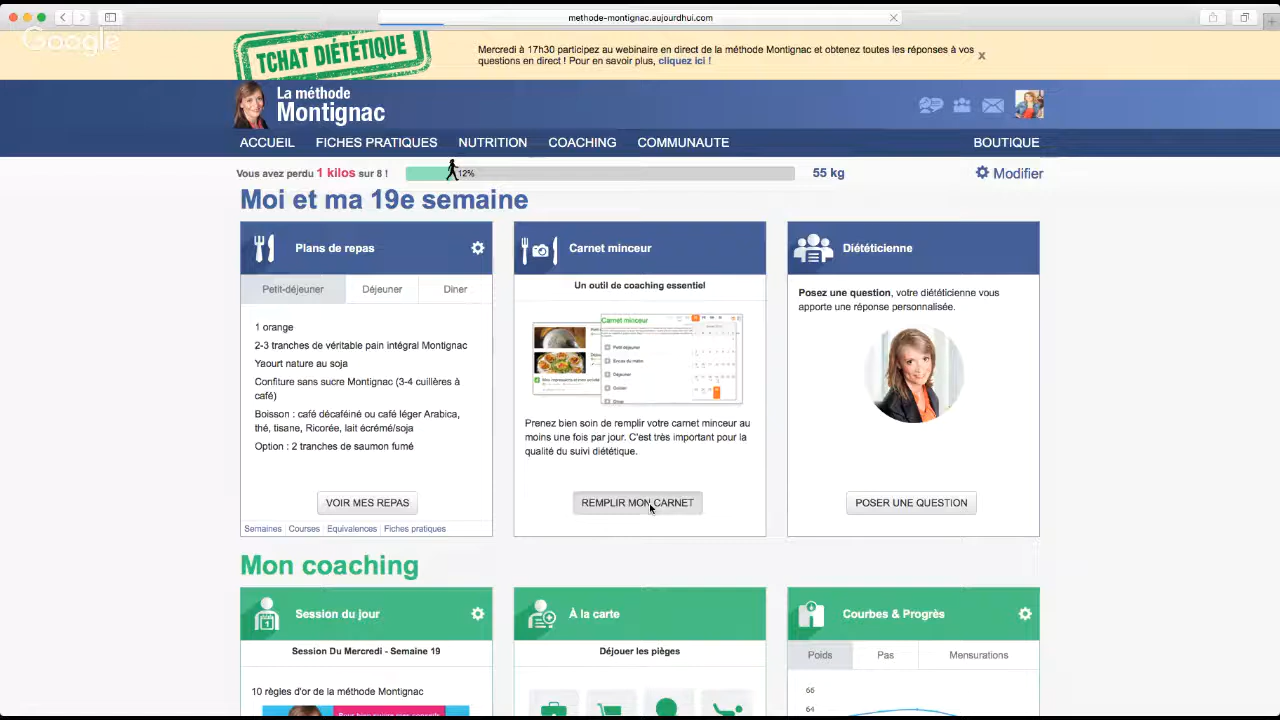 methode-montignac.aujourdhui.com
Google
TCHAT DIÉTÉTIQUE
Mercredi à 17h30 participez au webinaire en direct de la méthode Montignac et obtenez toutes les réponses à vos
questions en direct ! Pour en savoir plus, cliquez ici !
x
La méthode
Montignac
ACCUEIL FICHES PRATIQUES NUTRITION COACHING COMMUNAUTE BOUTIQUE
Vous avez perdu 1 kilos sur 8 ! 12% 55 kg Modifier
Moi et ma 19e semaine
Plans de repas
Petit-déjeuner Déjeuner Dîner
1 orange
2-3 tranches de véritable pain intégral Montignac
Yaourt nature au soja
Confiture sans sucre Montignac (3-4 cuillères à
café)
Boisson : café décaféiné ou café léger Arabica,
thé, tisane, Ricorée, lait écrémé/soja
Option : 2 tranches de saumon fumé
VOIR MES REPAS
Semaines Courses Equivalences Fiches pratiques
Carnet minceur
Un outil de coaching essentiel
Carnet minceur
Petit déjeuner
Déjeuner
Goûter
Dîner
Prenez bien soin de remplir votre carnet minceur au
moins une fois par jour. C'est très important pour la
qualité du suivi diététique.
REMPLIR MON CARNET
Diététicienne
Posez une question, votre diététicienne vous
apporte une réponse personnalisée.
POSER UNE QUESTION
Mon coaching
Session du jour
Session Du Mercredi - Semaine 19
10 règles d'or de la méthode Montignac
À la carte
Déjouer les pièges
Courbes & Progrès
Poids Pas Mensurations
66
64